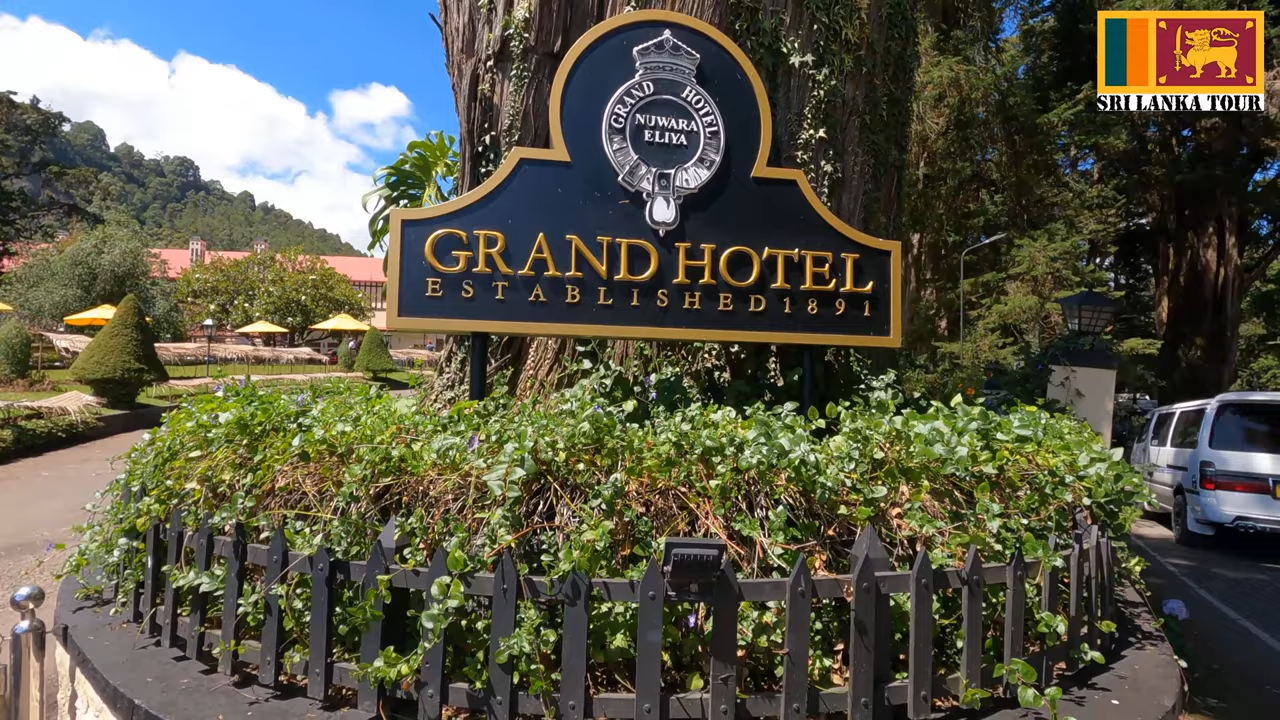 SRI LANKA TOUR
GRAND HOTEL
NUWARA
ELIYA
GRAND HOTEL
ESTABLISHED 1891